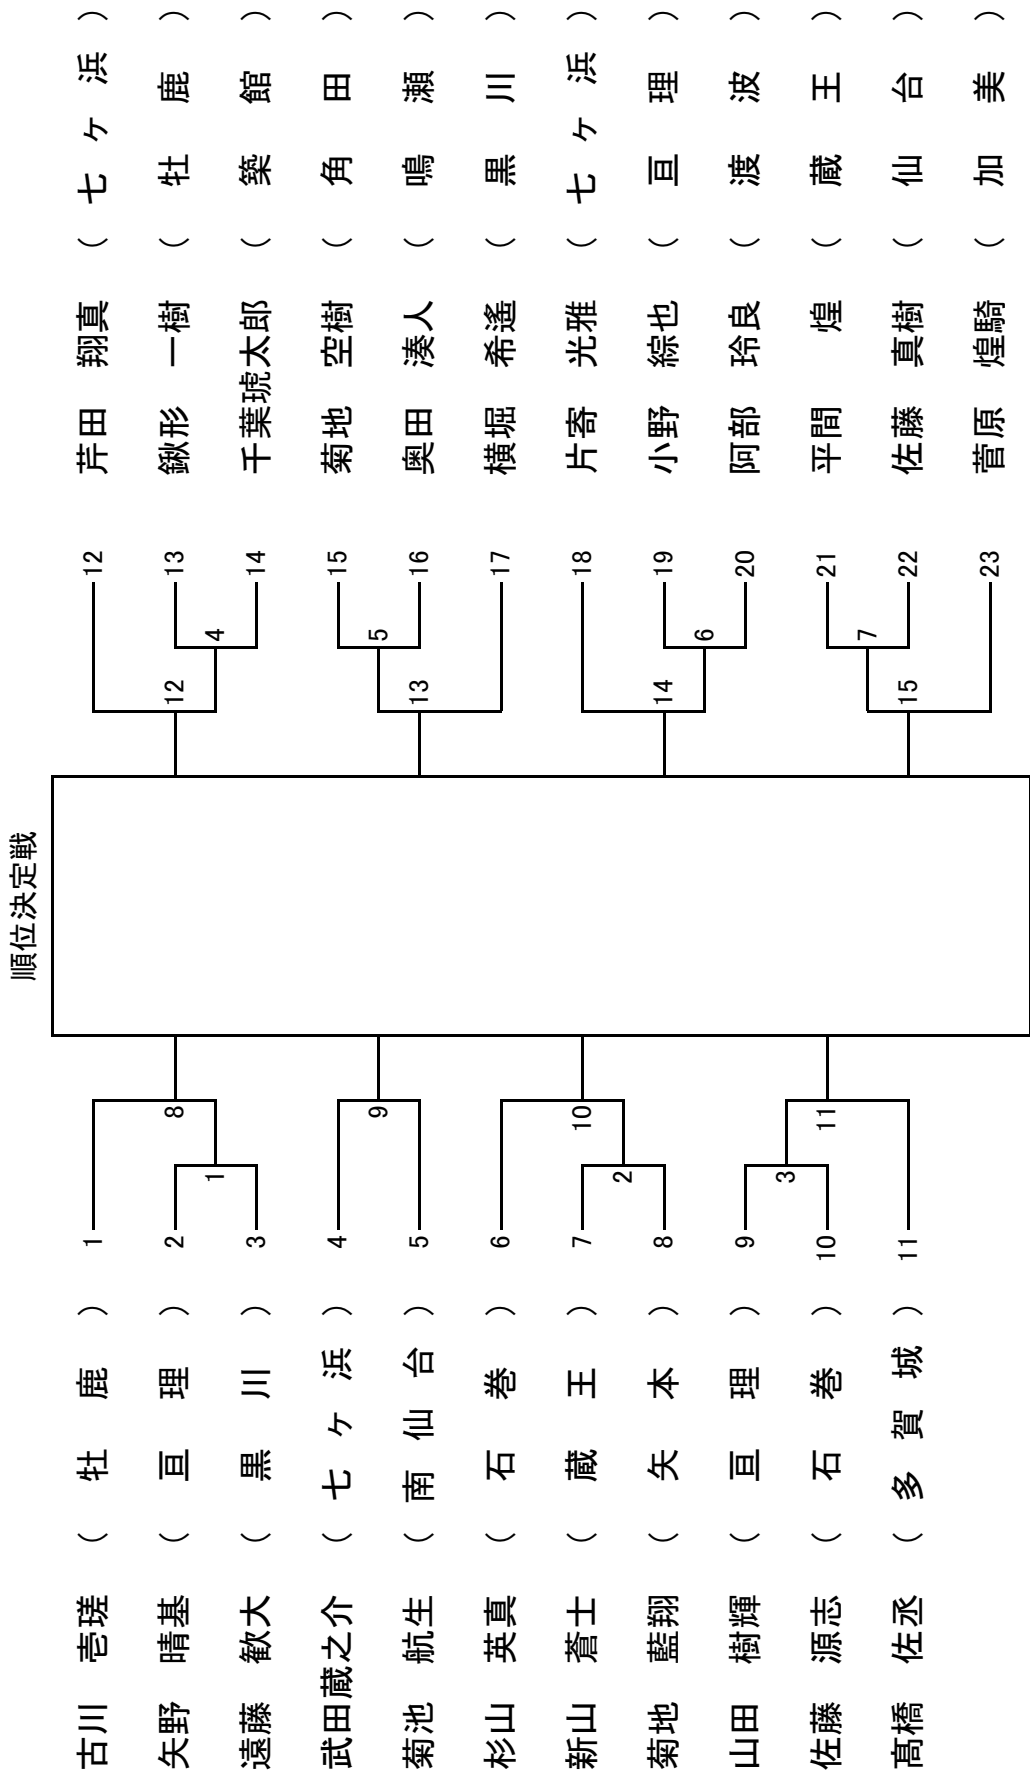 順位決定戦
古川 壱瑳 ( 牡鹿 ) 1
矢野 晴基 ( 亘理 ) 2
遠藤 歓大 ( 黒川 ) 3
武田蔵之介 ( 七ヶ浜 ) 4
菊池 航生 ( 南仙台 ) 5
杉山 英真 ( 石巻 ) 6
新山 蒼士 ( 蔵王 ) 7
菊地 藍翔 ( 矢本 ) 8
山田 樹輝 ( 亘理 ) 9
佐藤 源志 ( 石巻 ) 10
髙橋 佐丞 ( 多賀城 ) 11
1
2
3
8
9
10
11
12
13
14
15
4
5
6
7
12 芹田 翔真 ( 七ヶ浜 )
13 鍬形 一樹 ( 牡鹿 )
14 千葉琥太郎 ( 築館 )
15 菊地 空樹 ( 角田 )
16 奥田 湊人 ( 鳴瀬 )
17 横堀 希遙 ( 黒川 )
18 片寄 光雅 ( 七ヶ浜 )
19 小野 綜也 ( 亘理 )
20 阿部 玲良 ( 渡波 )
21 平間 煌 ( 蔵王 )
22 佐藤 真樹 ( 仙台 )
23 菅原 煌騎 ( 加美 )